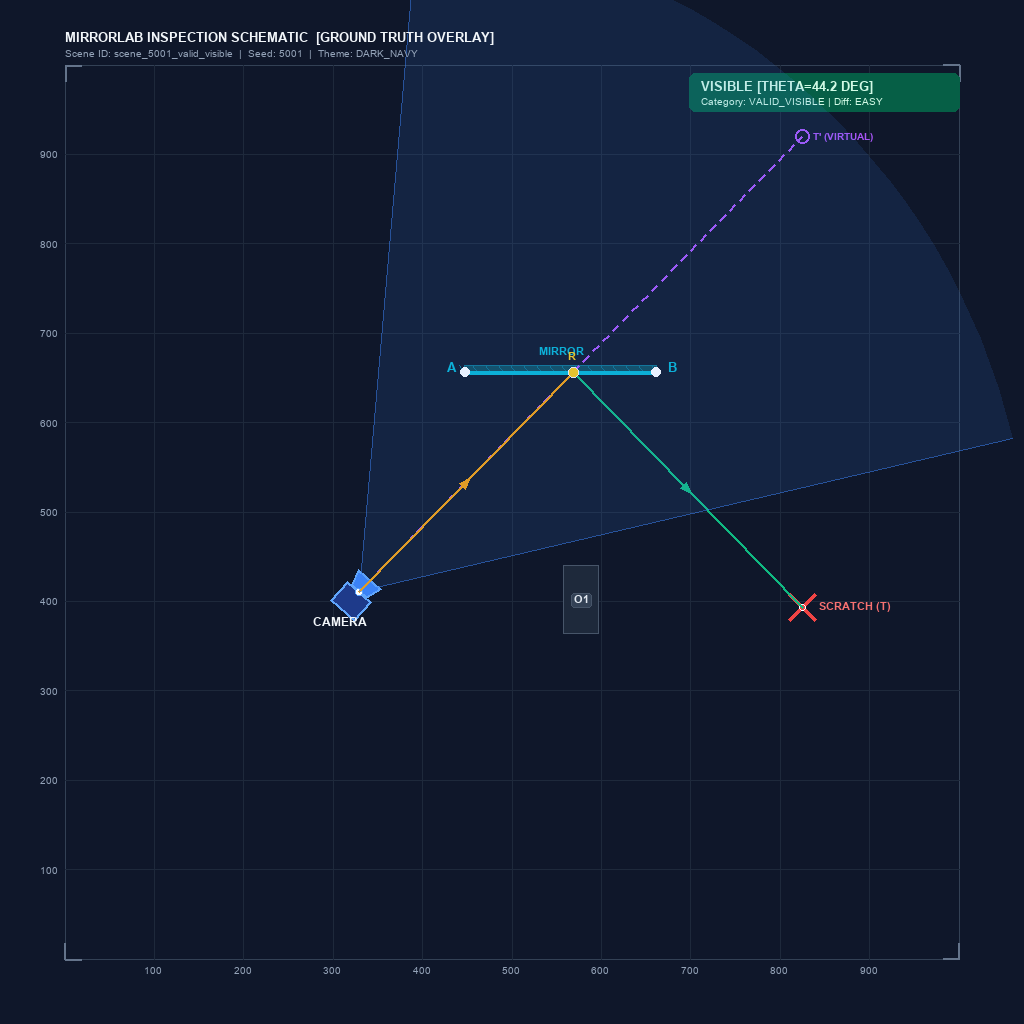 MIRRORLAB INSPECTION SCHEMATIC [GROUND TRUTH OVERLAY]
Scene ID: scene_5001_valid_visible | Seed: 5001 | Theme: DARK_NAVY
VISIBLE [THETA=44.2 DEG]
Category: VALID_VISIBLE | Diff: EASY
T' (VIRTUAL)
900
800
700
MIRROR
R
A
B
600
500
400
O1
SCRATCH (T)
CAMERA
300
200
100
100 200 300 400 500 600 700 800 900